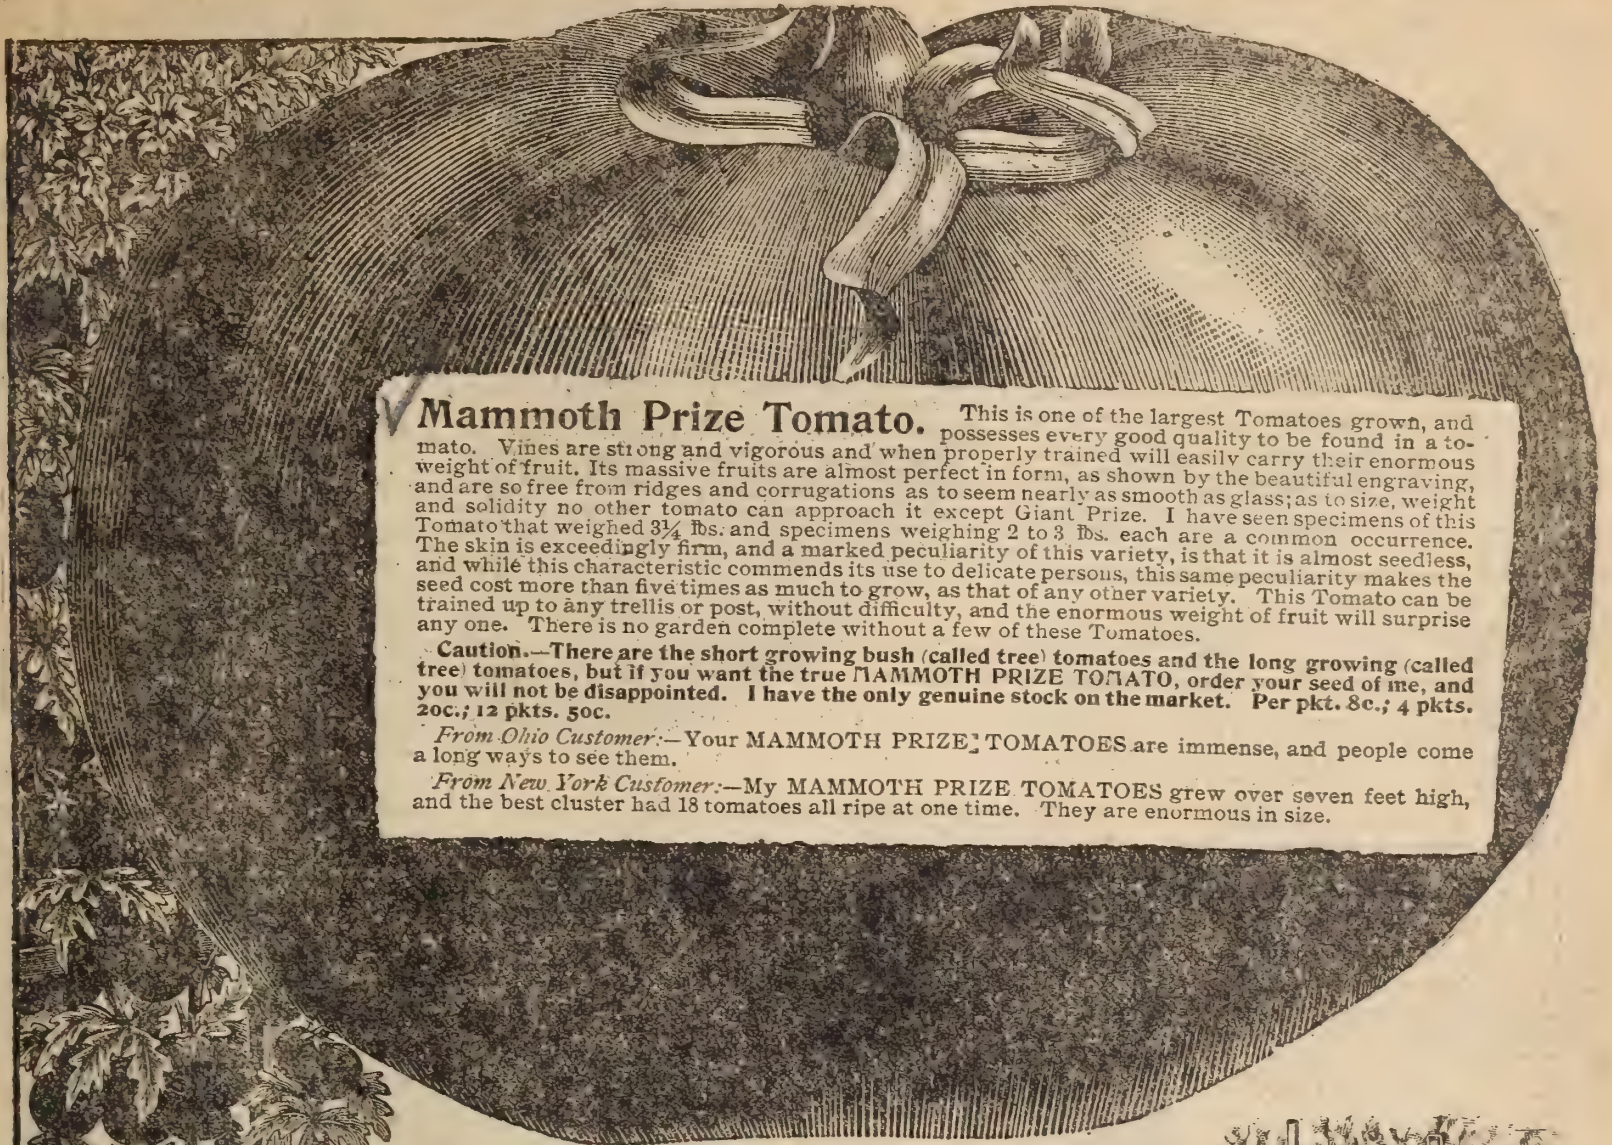 Mammoth Prize Tomato. This is one of the largest Tomatoes grown, and
possesses every good quality to be found in a to-
mato. Vines are strong and vigorous and when properly trained will easily carry their enormous
weight of fruit. Its massive fruits are almost perfect in form, as shown by the beautiful engraving,
and are so free from ridges and corrugations as to seem nearly as smooth as glass; as to size, weight
and solidity no other tomato can approach it except Giant Prize. I have seen specimens of this
Tomato that weighed 3¼ lbs. and specimens weighing 2 to 3 lbs. each are a common occurrence.
The skin is exceedingly firm, and a marked peculiarity of this variety, is that it is almost seedless,
and while this characteristic commends its use to delicate persons, this same peculiarity makes the
seed cost more than five times as much to grow, as that of any other variety. This Tomato can be
trained up to any trellis or post, without difficulty, and the enormous weight of fruit will surprise
any one. There is no garden complete without a few of these Tomatoes.
Caution.—There are the short growing bush (called tree) tomatoes and the long growing (called
tree) tomatoes, but if you want the true MAMMOTH PRIZE TOMATO, order your seed of me, and
you will not be disappointed. I have the only genuine stock on the market. Per pkt. 8c.; 4 pkts.
20c.; 12 pkts. 50c.
From Ohio Customer:—Your MAMMOTH PRIZE TOMATOES are immense, and people come
a long ways to see them.
From New York Customer:—My MAMMOTH PRIZE TOMATOES grew over seven feet high,
and the best cluster had 18 tomatoes all ripe at one time. They are enormous in size.